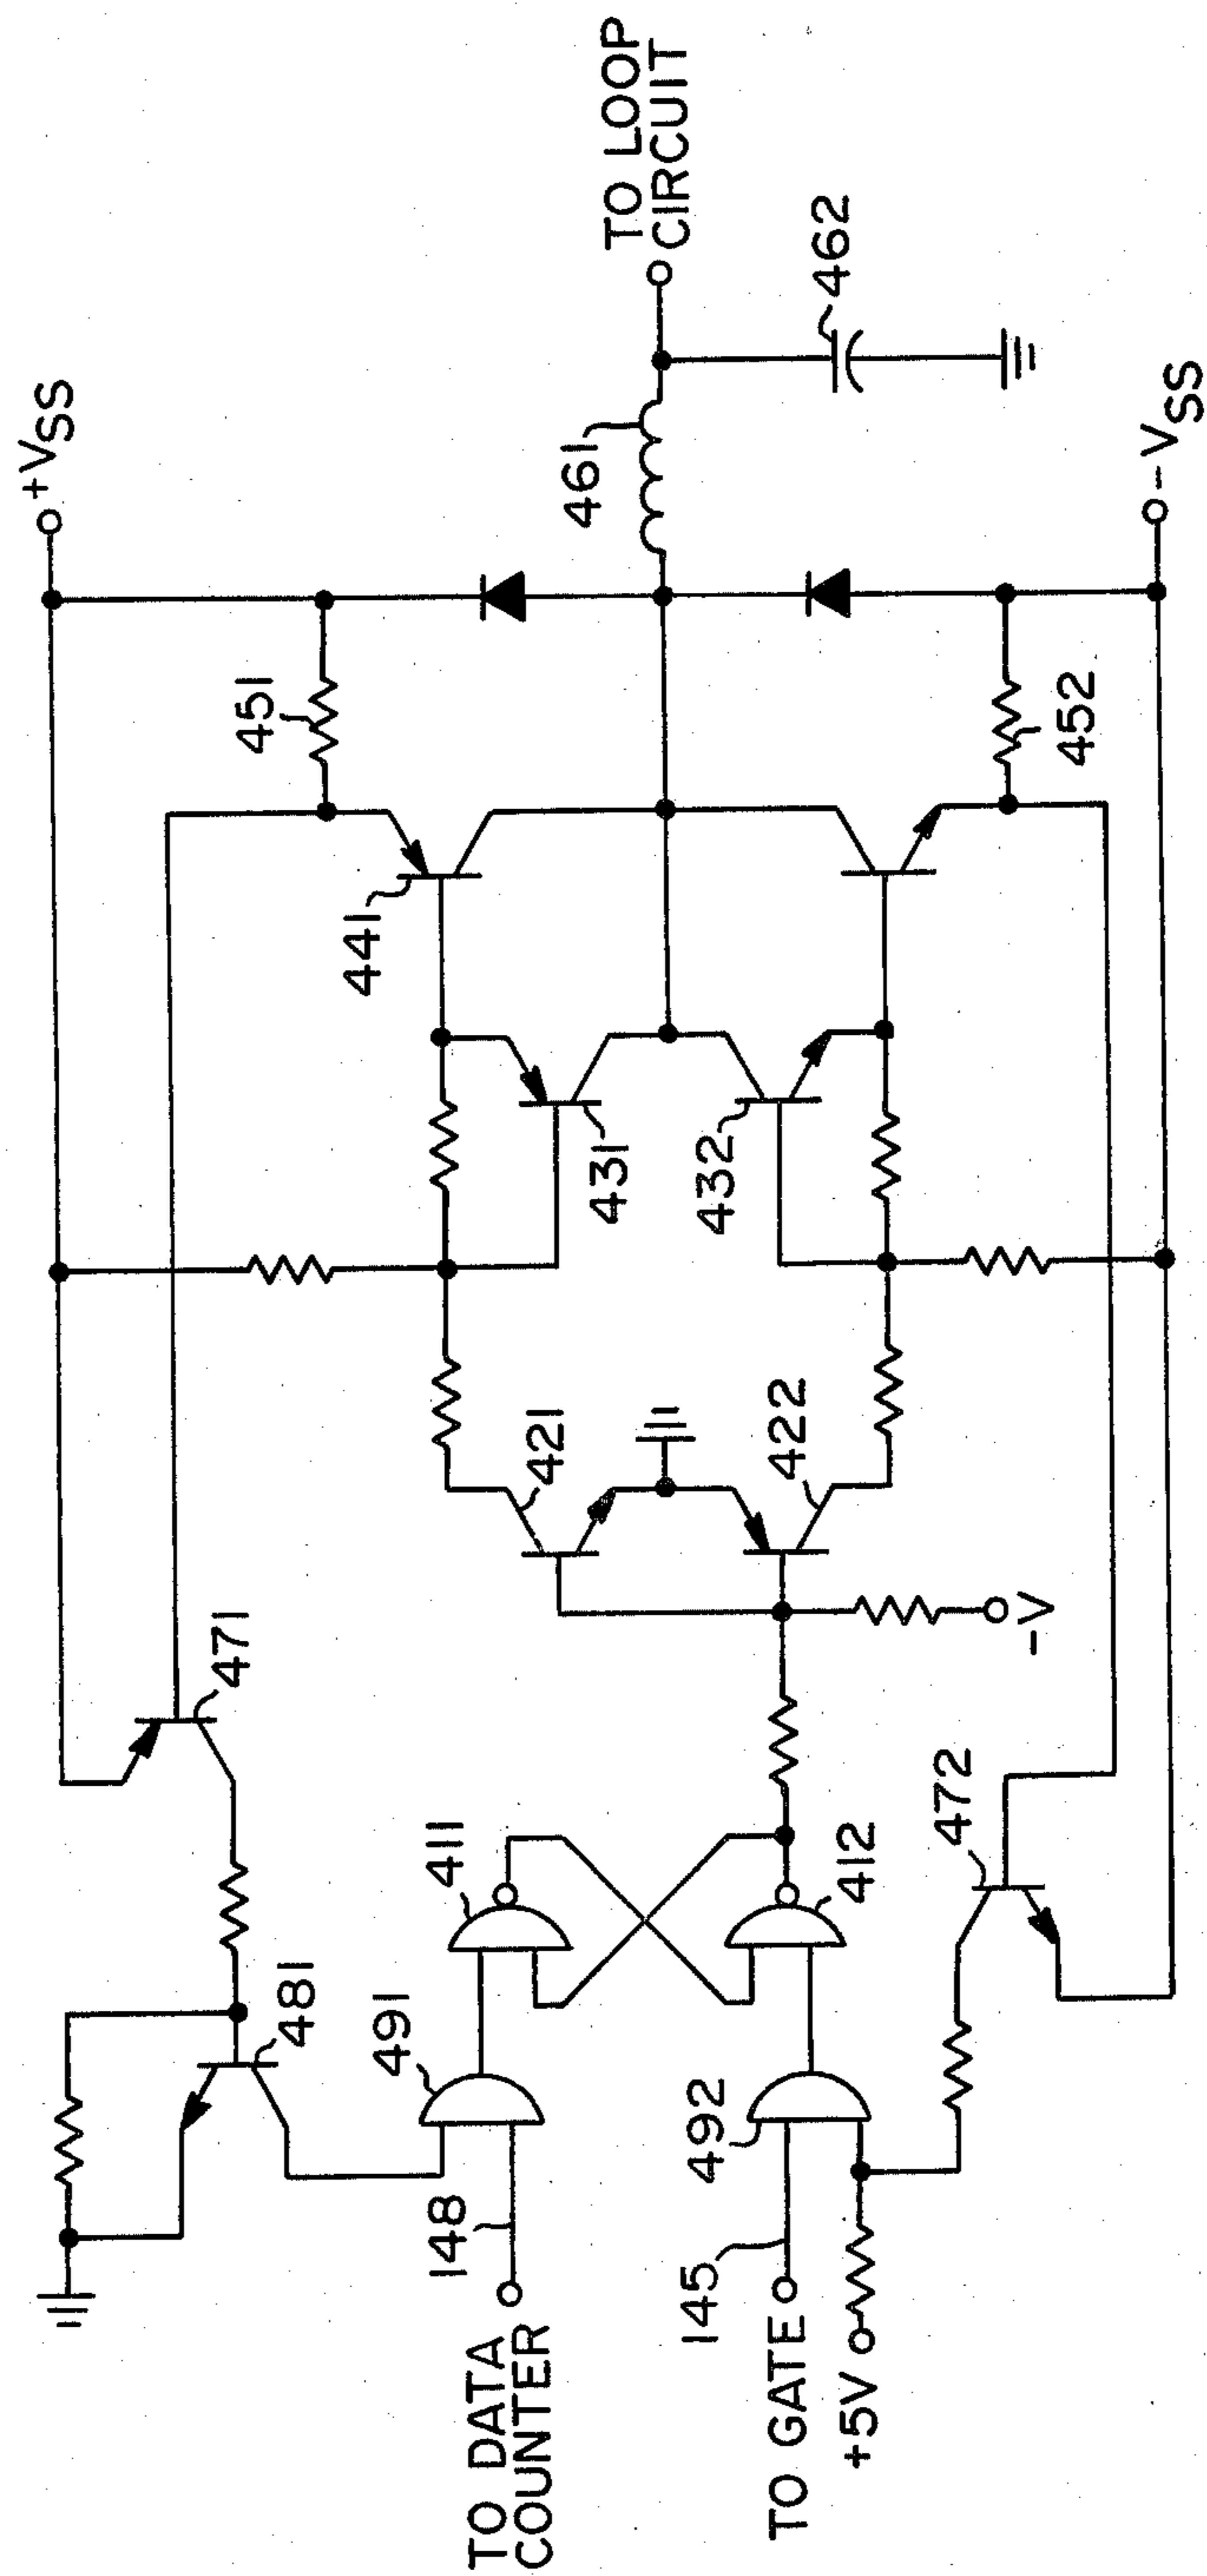 +VSS
471
481
451
441
TO LOOP
CIRCUIT
491
411
421
431
461
462
148
TO DATA
COUNTER
432
422
412
492
145
TO GATE
+5V
-V
472
452
-VSS